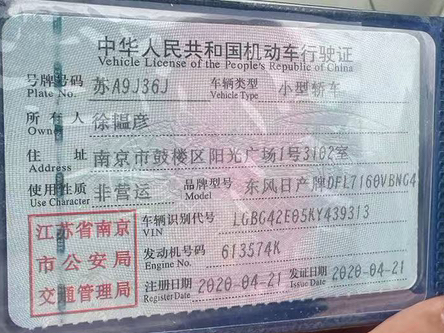 中华人民共和国机动车行驶证
Vehicle License of the People's Republic of China
号牌号码 苏A9J36J 车辆类型 小型轿车
Plate No. Vehicle Type
所有人 徐韫彦
Owner
住址 南京市鼓楼区阳光广场1号3102室
Address
使用性质 非营运 品牌型号 东风日产牌DFL7160VBNG4
Use Character Model
江苏省南京 车辆识别代号 LGBG42E05KY439313
VIN
市公安局 发动机号码 613574K
Engine No.
交通管理局 注册日期 2020-04-21 发证日期 2020-04-21
Register Date Issue Date